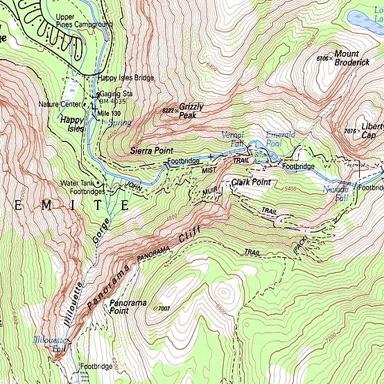 Upper
Pines Campground
Happy Isles Bridge
Gaging Sta
BM 4035
Nature Center
Mile 130
Happy
Isles
Spring
6222
Grizzly
Peak
6706
Mount
Broderick
7076
Liberty
Cap
Vernal
Fall
Emerald
Pool
Sierra Point
Footbridge
TRAIL
MIST
Footbridge
Water Tank
Footbridges
JOHN
MUIR
Clark Point
Nevada
Fall
Footbridge
E M I T E
TRAIL
(PACK)
PANORAMA
TRAIL
Panorama Cliff
Illilouette Gorge
Panorama
Point
7007
Illilouette
Fall
Footbridge